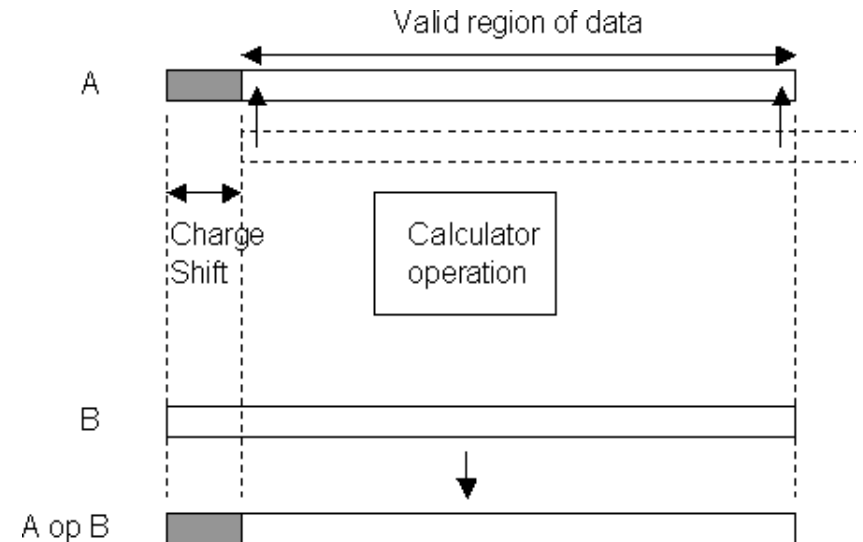 Valid region of data
A
Charge
Shift
Calculator
operation
B
A op B